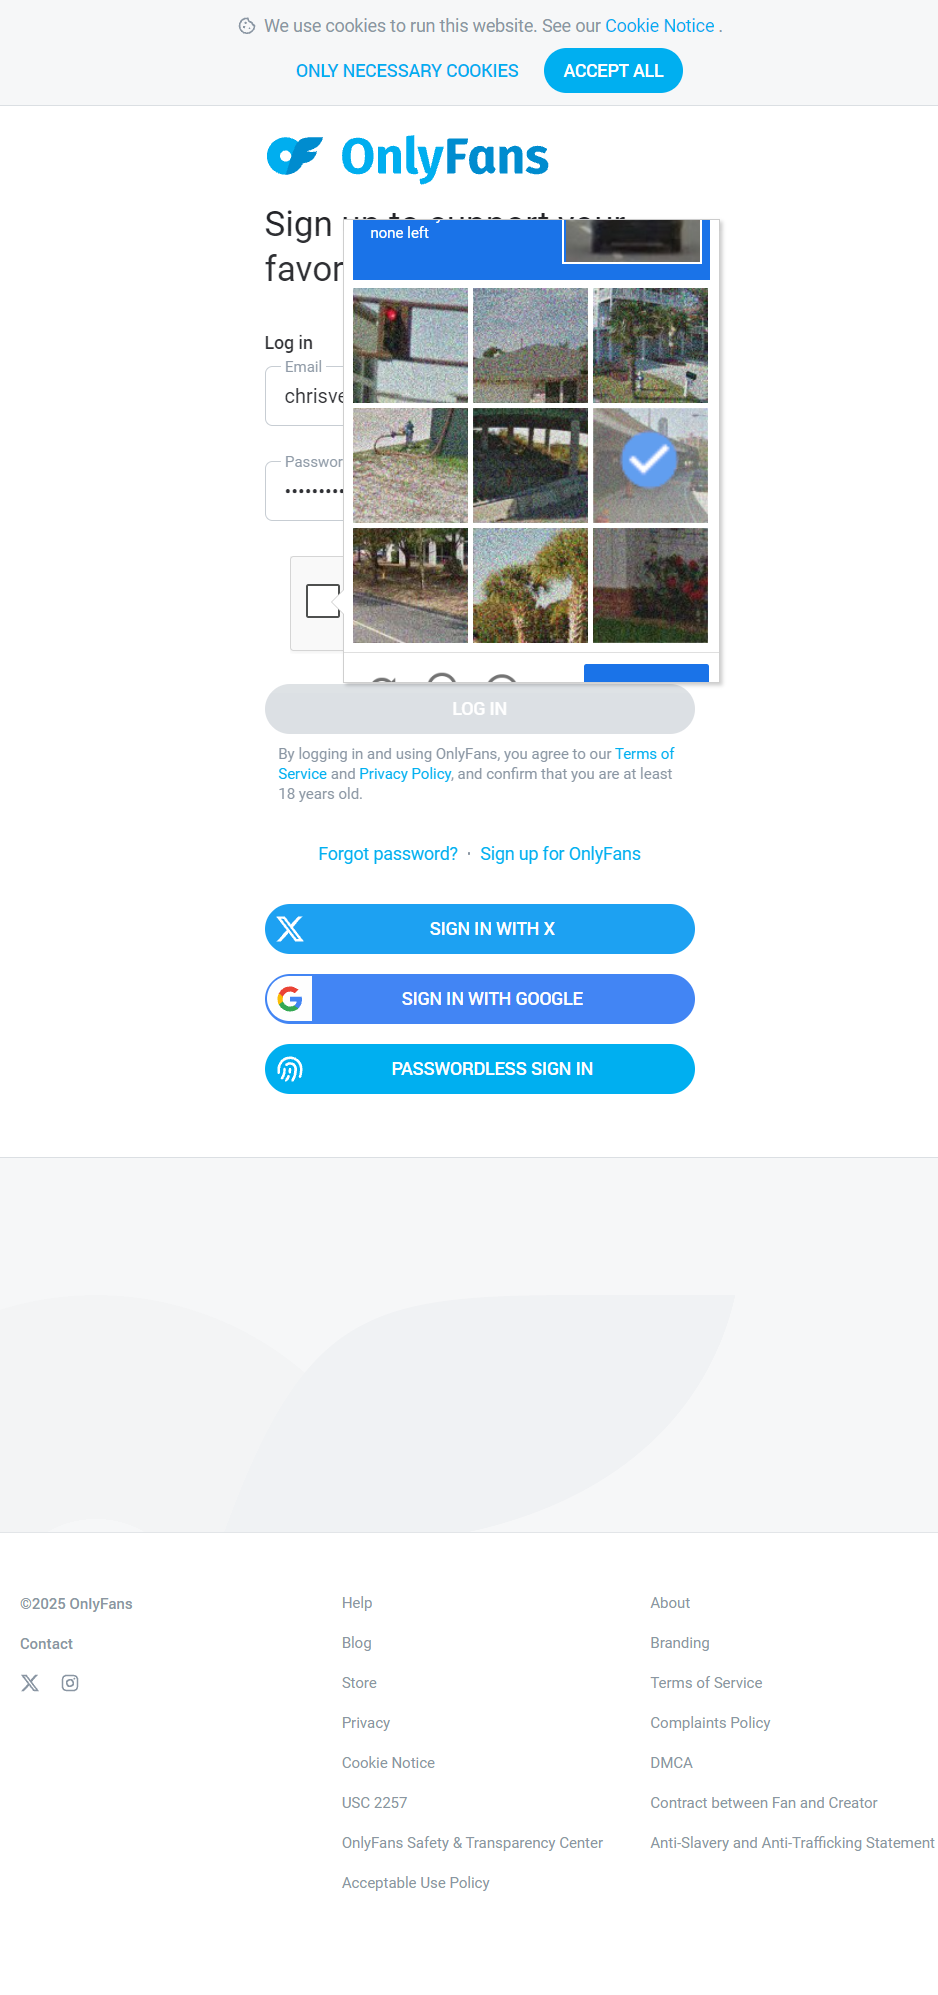 We use cookies to run this website. See our Cookie Notice .
ONLY NECESSARY COOKIES
ACCEPT ALL
OnlyFans
Sign up to support your
favor
none left
Log in
Email
chrisve
Passwor
LOG IN
By logging in and using OnlyFans, you agree to our Terms of
Service and Privacy Policy, and confirm that you are at least
18 years old.
Forgot password? · Sign up for OnlyFans
SIGN IN WITH X
SIGN IN WITH GOOGLE
PASSWORDLESS SIGN IN
©2025 OnlyFans
Contact
Help
Blog
Store
Privacy
Cookie Notice
USC 2257
OnlyFans Safety & Transparency Center
Acceptable Use Policy
About
Branding
Terms of Service
Complaints Policy
DMCA
Contract between Fan and Creator
Anti-Slavery and Anti-Trafficking Statement